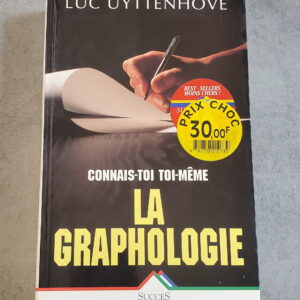 LUC UYTTENHOVE
BEST-SELLERS
MOINS CHERS !
PRIX CHOC
30,00F
CONNAIS-TOI TOI-MÊME
LA
GRAPHOLOGIE
SUCCES